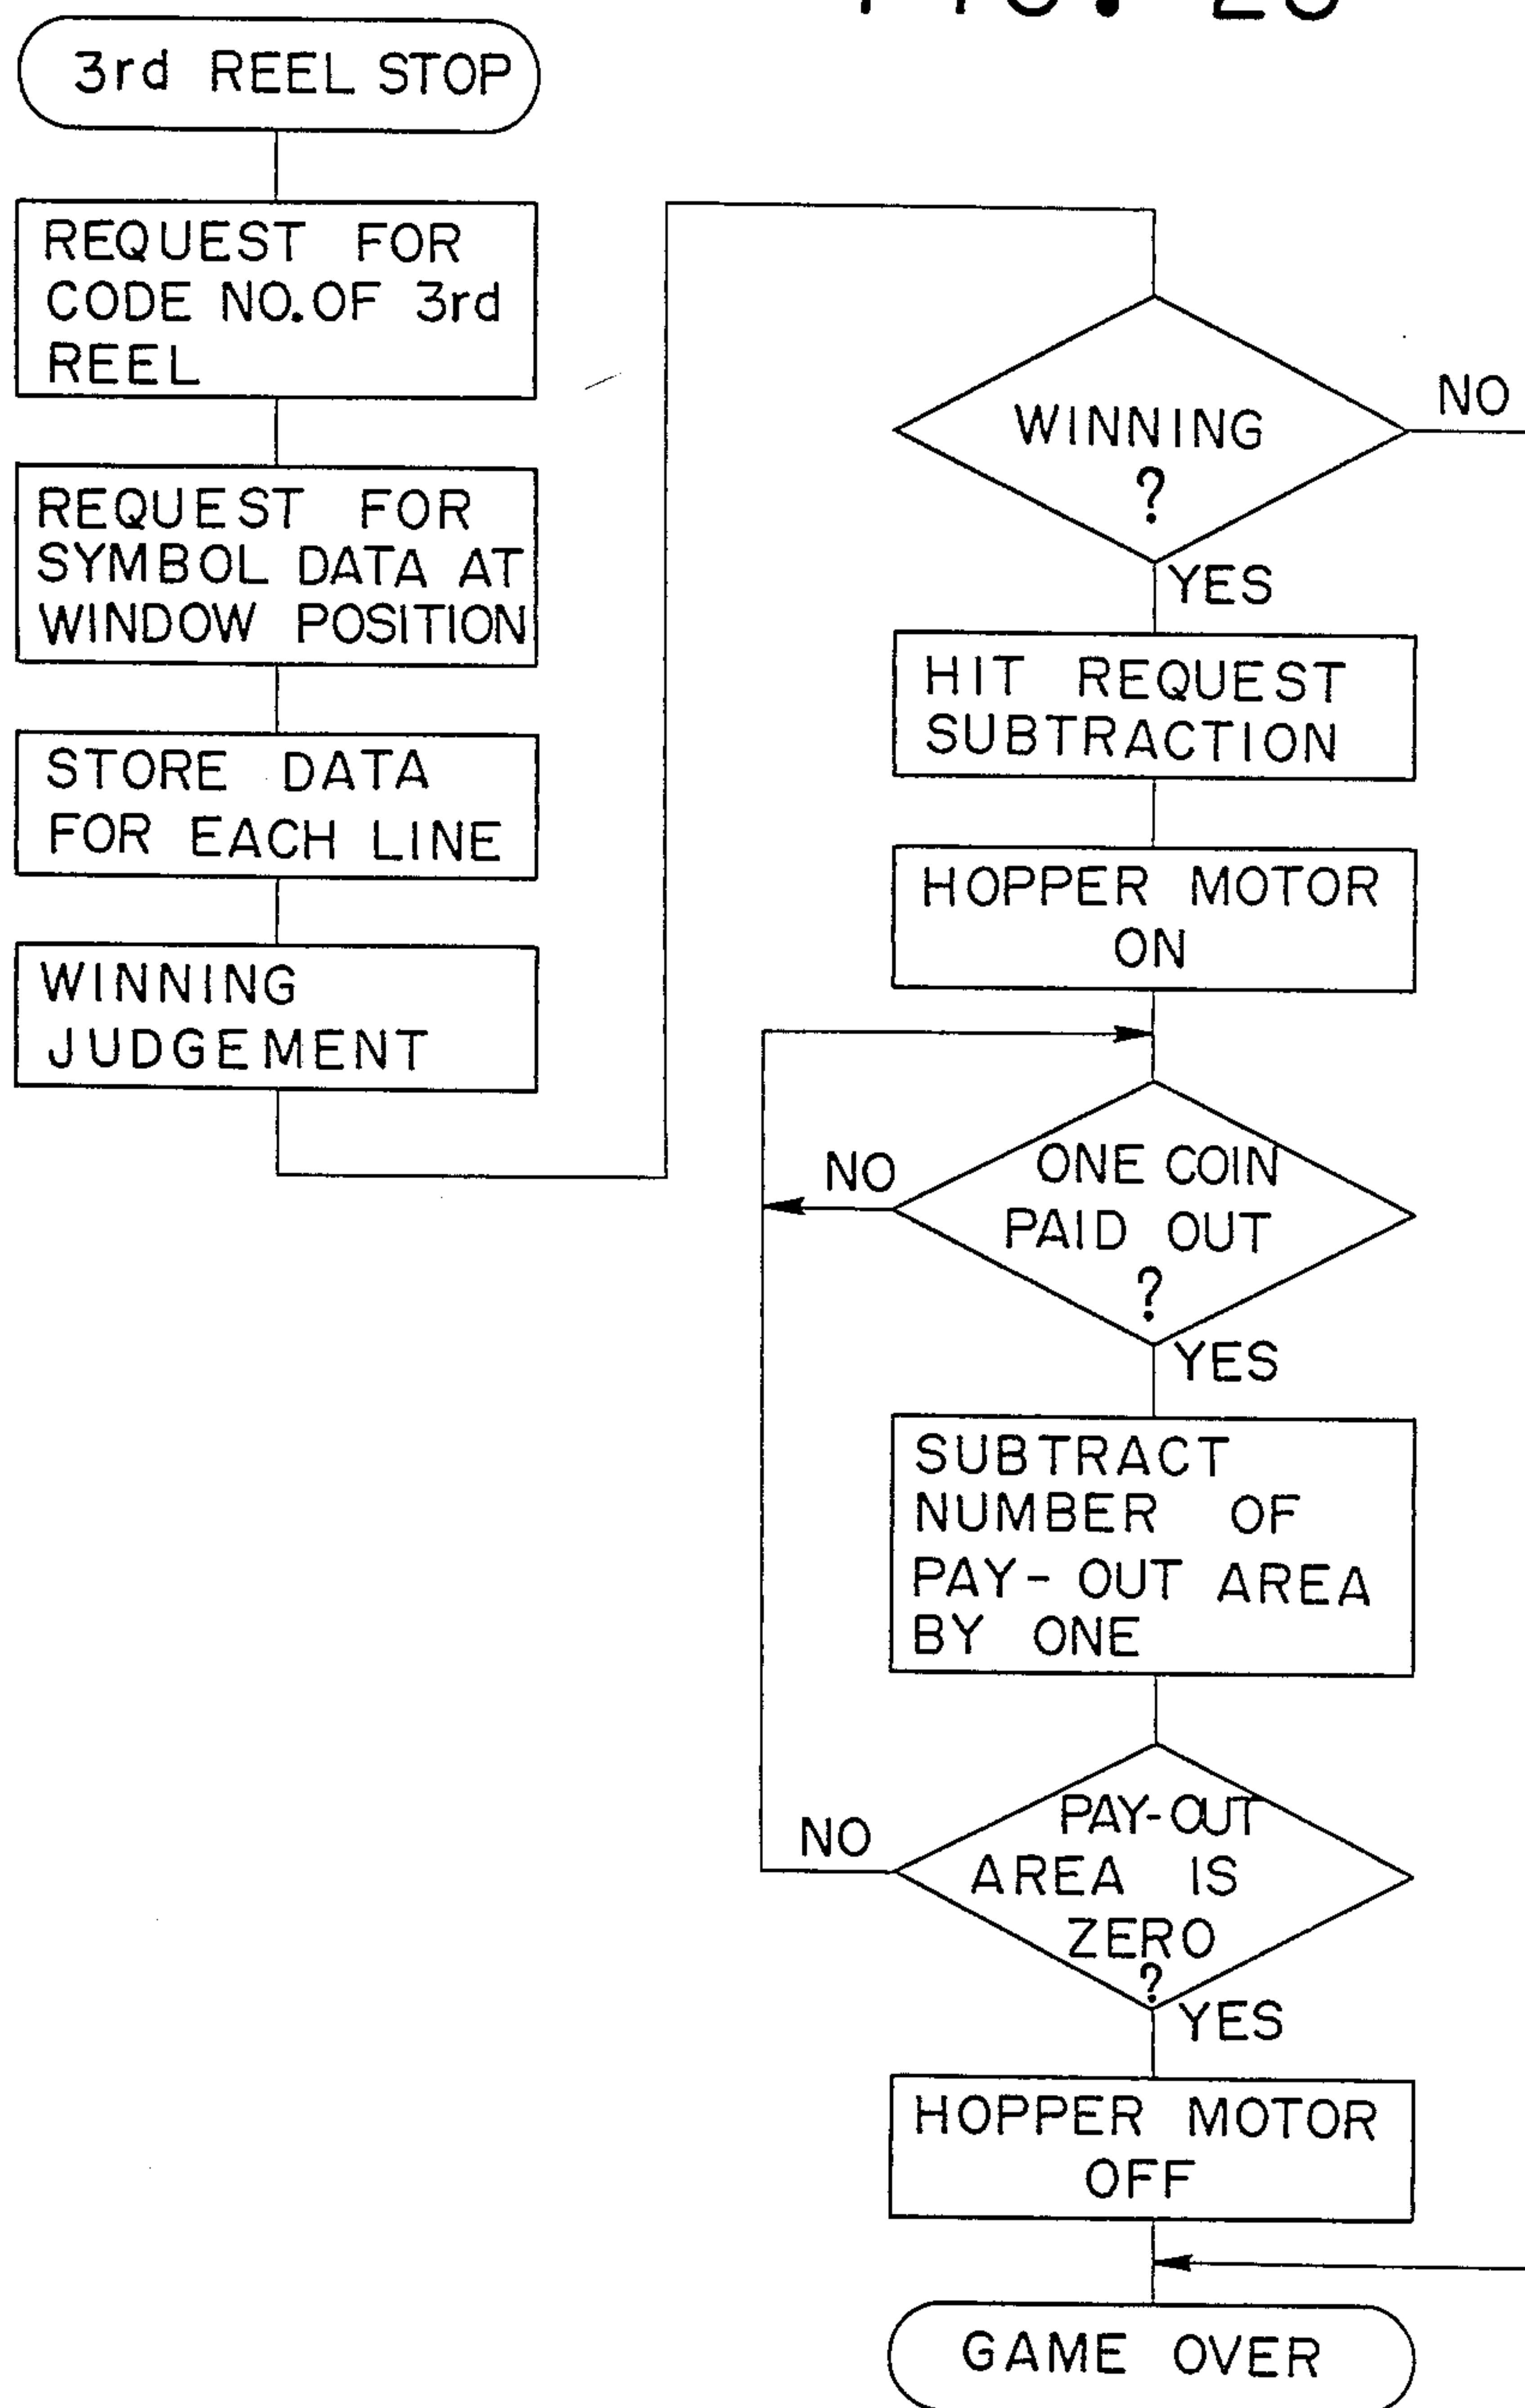 3rd REEL STOP
REQUEST FOR
CODE NO. OF 3rd
REEL
REQUEST FOR
SYMBOL DATA AT
WINDOW POSITION
STORE DATA
FOR EACH LINE
WINNING
JUDGEMENT
WINNING
?
NO
YES
HIT REQUEST
SUBTRACTION
HOPPER MOTOR
ON
ONE COIN
PAID OUT
?
NO
YES
SUBTRACT
NUMBER OF
PAY-OUT AREA
BY ONE
PAY-OUT
AREA IS
ZERO
?
NO
YES
HOPPER MOTOR
OFF
GAME OVER